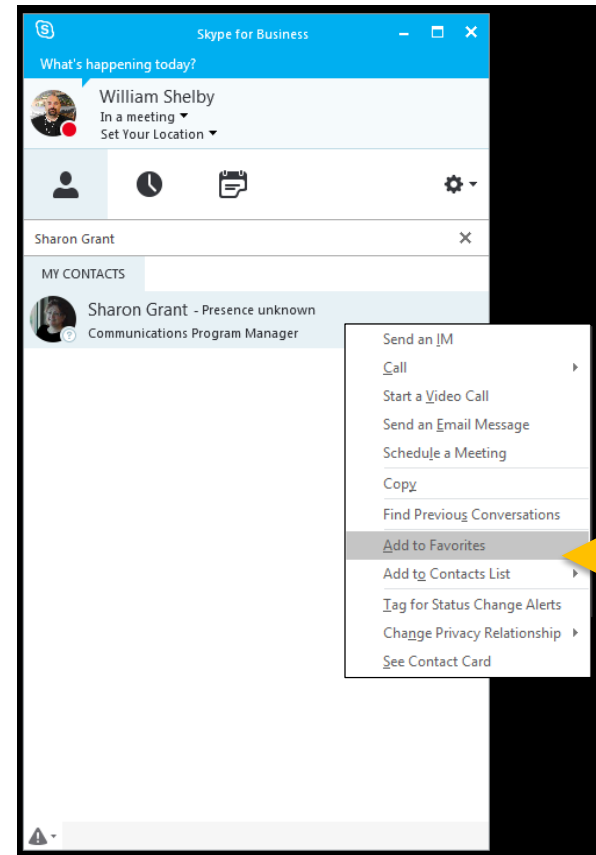 Skype for Business
What's happening today?
William Shelby
In a meeting
Set Your Location
Sharon Grant
MY CONTACTS
Sharon Grant - Presence unknown
Communications Program Manager
Send an IM
Call
Start a Video Call
Send an Email Message
Schedule a Meeting
Copy
Find Previous Conversations
Add to Favorites
Add to Contacts List
Tag for Status Change Alerts
Change Privacy Relationship
See Contact Card